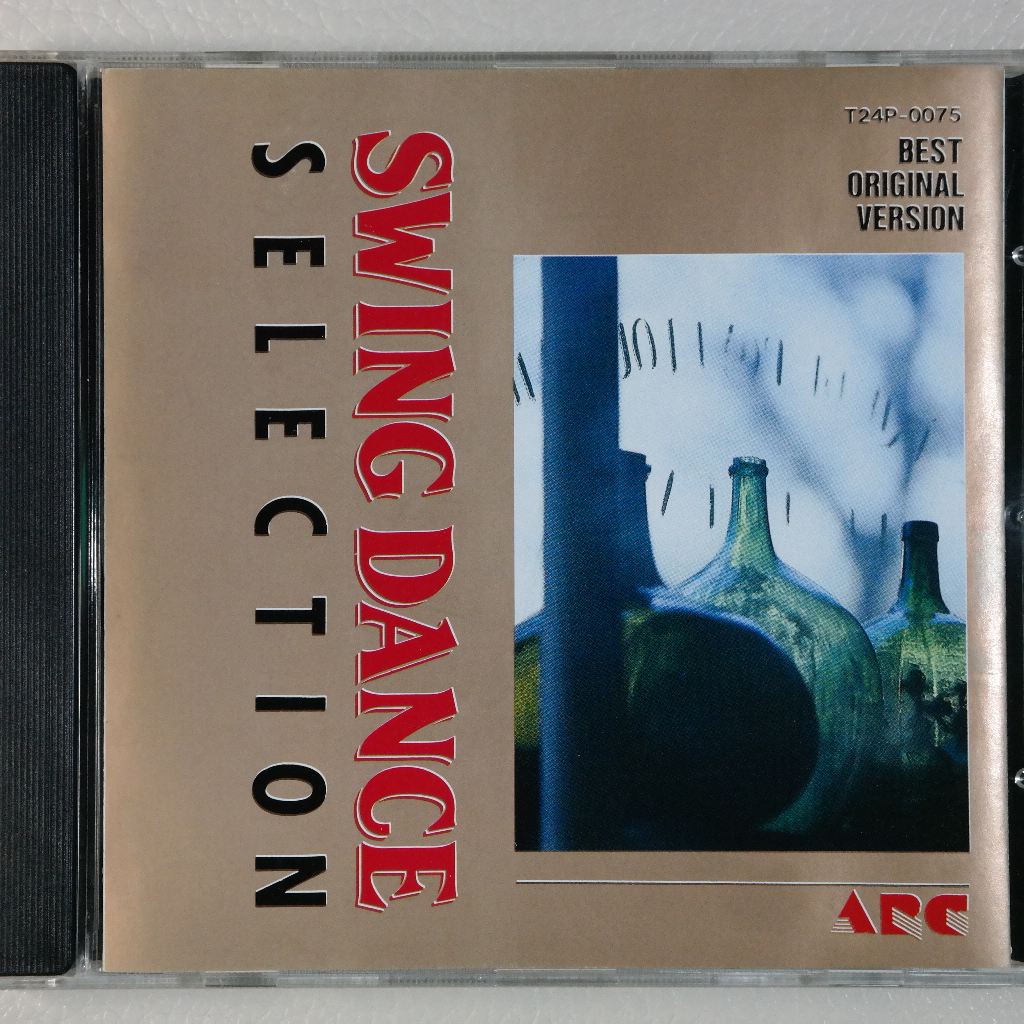 T24P-0075
BEST
ORIGINAL
VERSION
SWING DANCE
SELECTION
ARC